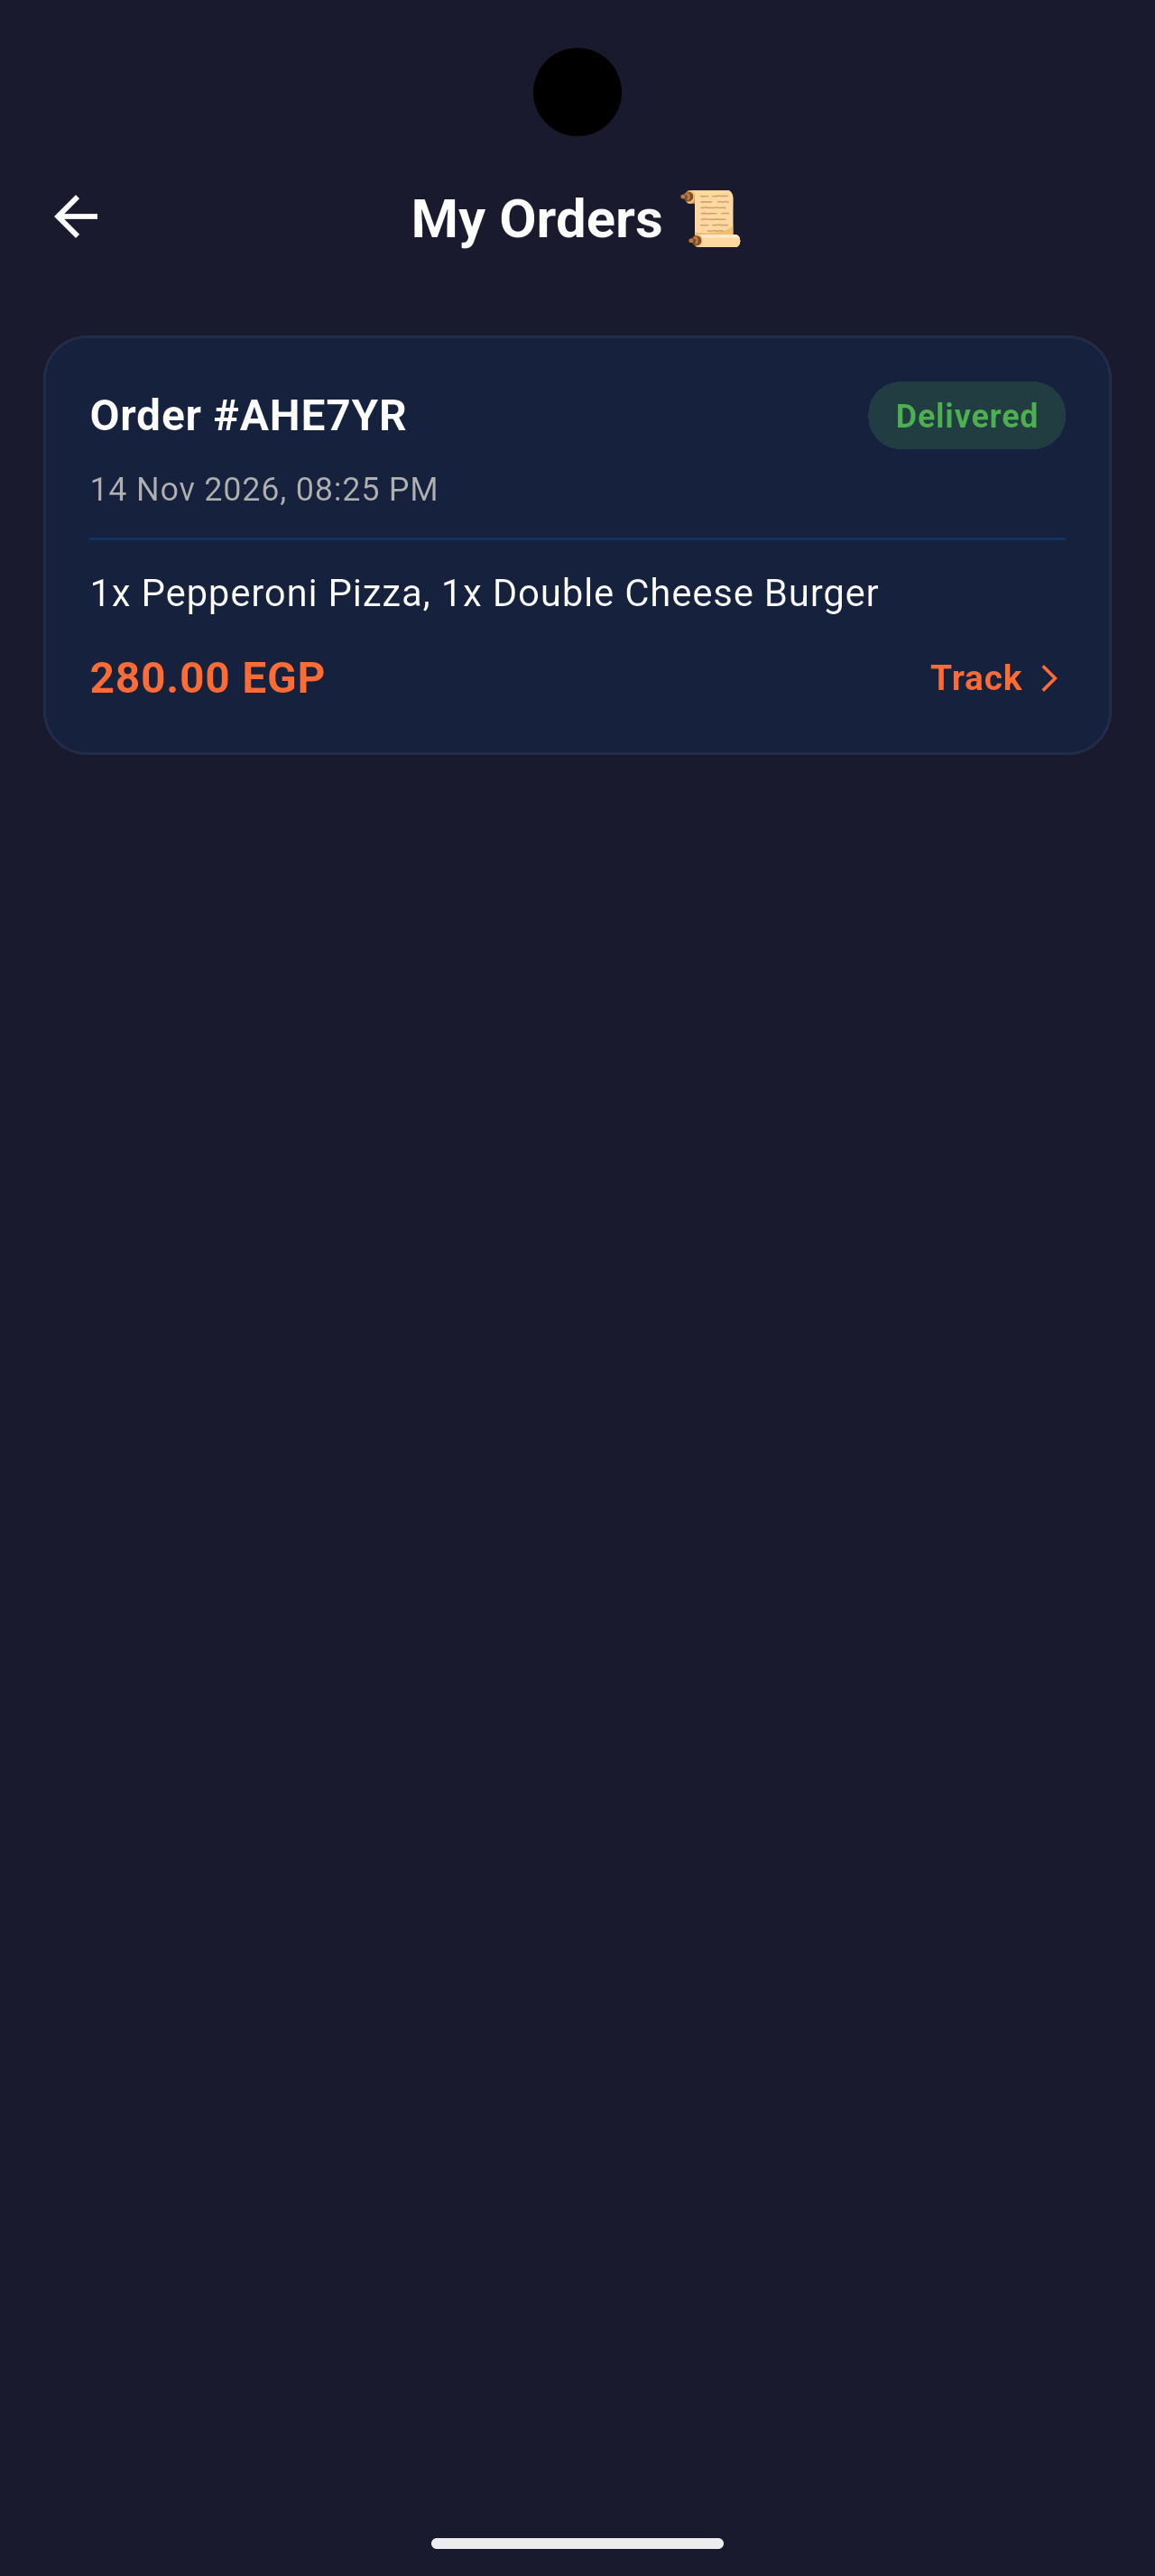 My Orders 📜
Order #AHE7YR
Delivered
14 Nov 2026, 08:25 PM
1x Pepperoni Pizza, 1x Double Cheese Burger
280.00 EGP
Track